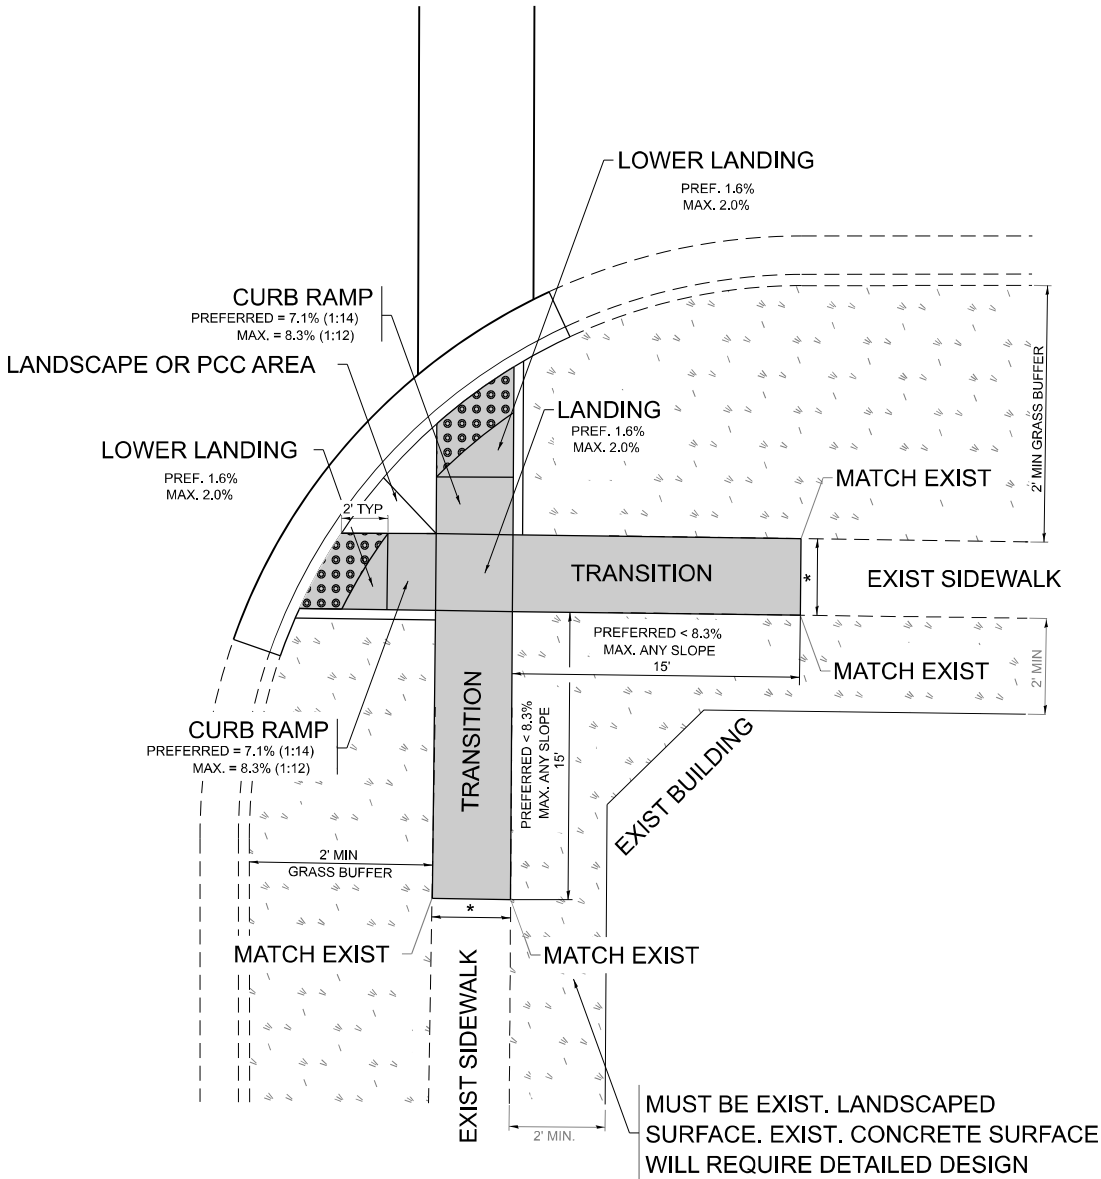 LOWER LANDING
PREF. 1.6%
MAX. 2.0%
CURB RAMP
PREFERRED = 7.1% (1:14)
MAX. = 8.3% (1:12)
LANDSCAPE OR PCC AREA
LANDING
PREF. 1.6%
MAX. 2.0%
LOWER LANDING
PREF. 1.6%
MAX. 2.0%
2' TYP
2' MIN GRASS BUFFER
MATCH EXIST
TRANSITION
*
EXIST SIDEWALK
PREFERRED < 8.3%
MAX. ANY SLOPE
15'
MATCH EXIST
2' MIN
CURB RAMP
PREFERRED = 7.1% (1:14)
MAX. = 8.3% (1:12)
TRANSITION
PREFERRED < 8.3%
MAX. ANY SLOPE
15'
EXIST BUILDING
2' MIN
GRASS BUFFER
*
MATCH EXIST
MATCH EXIST
EXIST SIDEWALK
2' MIN.
MUST BE EXIST. LANDSCAPED
SURFACE. EXIST. CONCRETE SURFACE
WILL REQUIRE DETAILED DESIGN